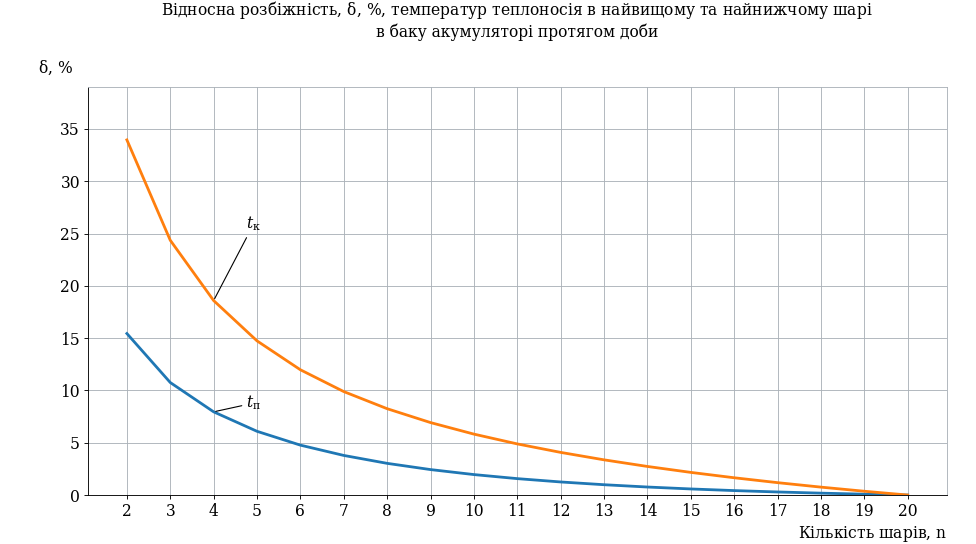 Відносна розбіжність, δ, %, температур теплоносія в найвищому та найнижчому шарі
в баку акумуляторі протягом доби
δ, %
35
30
25
20
15
10
5
0
tк
tп
2 3 4 5 6 7 8 9 10 11 12 13 14 15 16 17 18 19 20
Кількість шарів, n